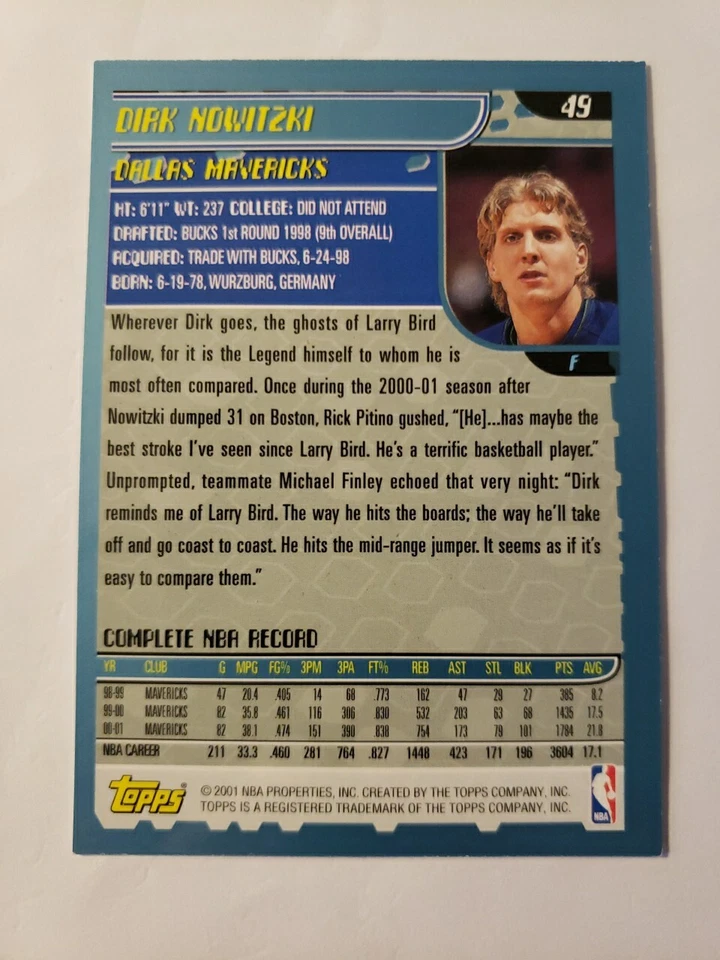 49
DIRK NOWITZKI
DALLAS MAVERICKS
HT: 6'11" WT: 237 COLLEGE: DID NOT ATTEND
DRAFTED: BUCKS 1st ROUND 1998 (9th OVERALL)
ACQUIRED: TRADE WITH BUCKS, 6-24-98
BORN: 6-19-78, WURZBURG, GERMANY
F
Wherever Dirk goes, the ghosts of Larry Bird
follow, for it is the Legend himself to whom he is
most often compared. Once during the 2000-01 season after
Nowitzki dumped 31 on Boston, Rick Pitino gushed, “[He]...has maybe the
best stroke I've seen since Larry Bird. He's a terrific basketball player.”
Unprompted, teammate Michael Finley echoed that very night: “Dirk
reminds me of Larry Bird. The way he hits the boards; the way he'll take
off and go coast to coast. He hits the mid-range jumper. It seems as if it's
easy to compare them.”
COMPLETE NBA RECORD
YR CLUB G MPG FG% 3PM 3PA FT% REB AST STL BLK PTS AVG
98-99 MAVERICKS 47 20.4 .405 14 68 .773 162 47 29 27 385 8.2
99-00 MAVERICKS 82 35.8 .461 116 306 .830 532 203 63 68 1435 17.5
00-01 MAVERICKS 82 38.1 .474 151 390 .838 754 173 79 101 1784 21.8
NBA CAREER 211 33.3 .460 281 764 .827 1448 423 171 196 3604 17.1
topps®
© 2001 NBA PROPERTIES, INC. CREATED BY THE TOPPS COMPANY, INC.
TOPPS IS A REGISTERED TRADEMARK OF THE TOPPS COMPANY, INC.
NBA